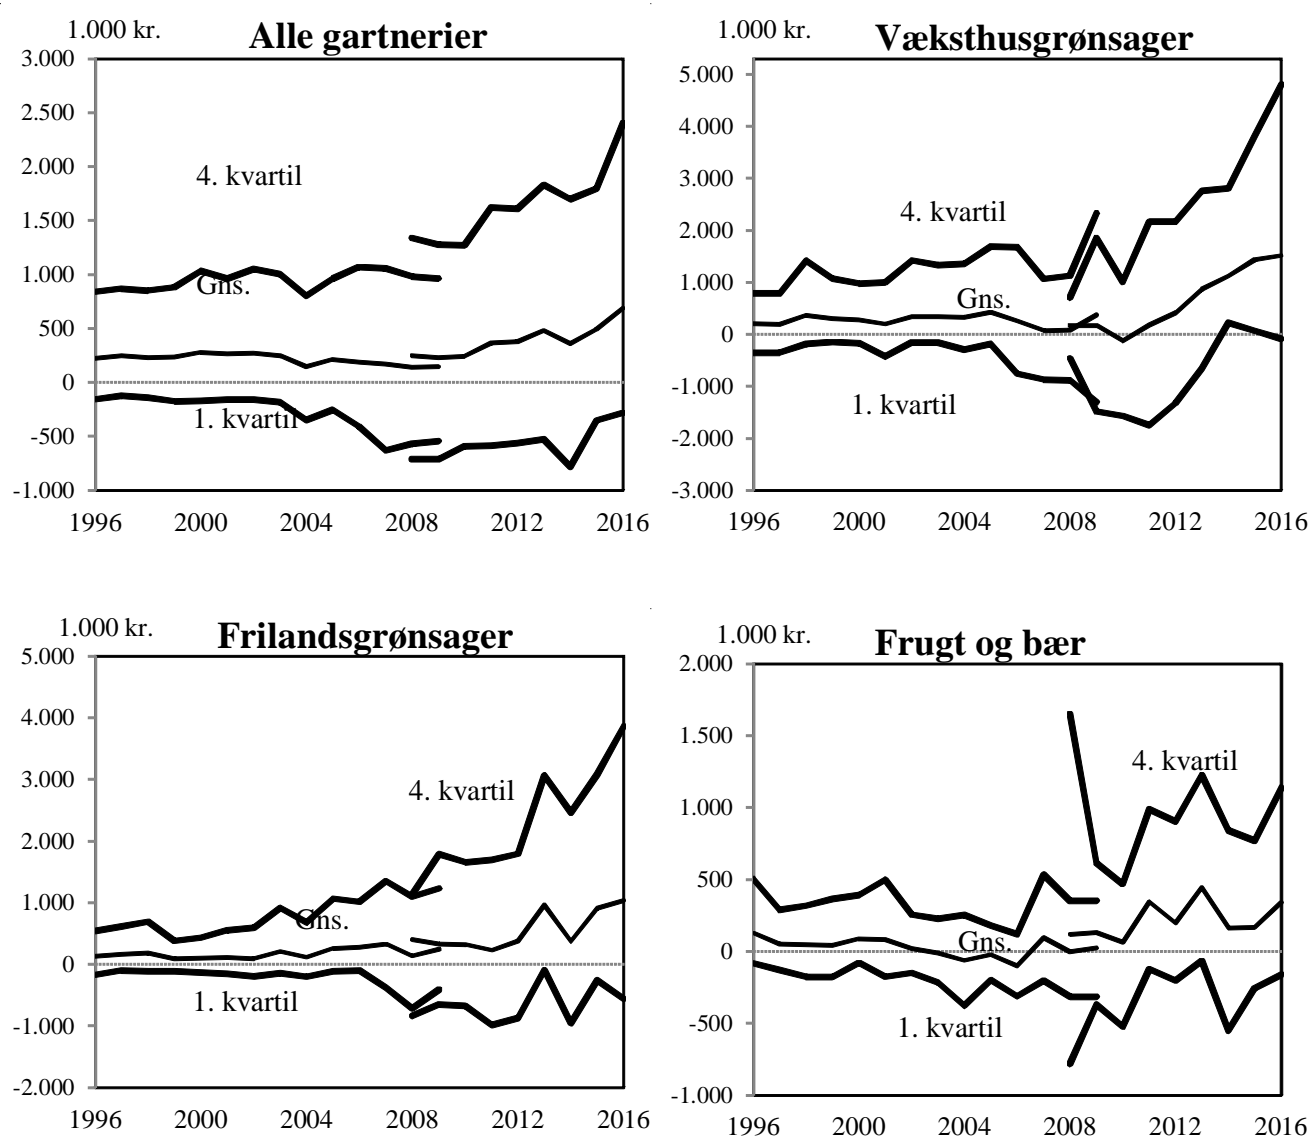 1.000 kr.
Alle gartnerier
3.000
2.500
2.000
1.500
1.000
500
0
-500
-1.000
4. kvartil
Gns.
1. kvartil
1996 2000 2004 2008 2012 2016
1.000 kr.
Væksthusgrønsager
5.000
4.000
3.000
2.000
1.000
0
-1.000
-2.000
-3.000
4. kvartil
Gns.
1. kvartil
1996 2000 2004 2008 2012 2016
1.000 kr.
Frilandsgrønsager
5.000
4.000
3.000
2.000
1.000
0
-1.000
-2.000
4. kvartil
Gns.
1. kvartil
1996 2000 2004 2008 2012 2016
1.000 kr.
Frugt og bær
2.000
1.500
1.000
500
0
-500
-1.000
4. kvartil
Gns.
1. kvartil
1996 2000 2004 2008 2012 2016